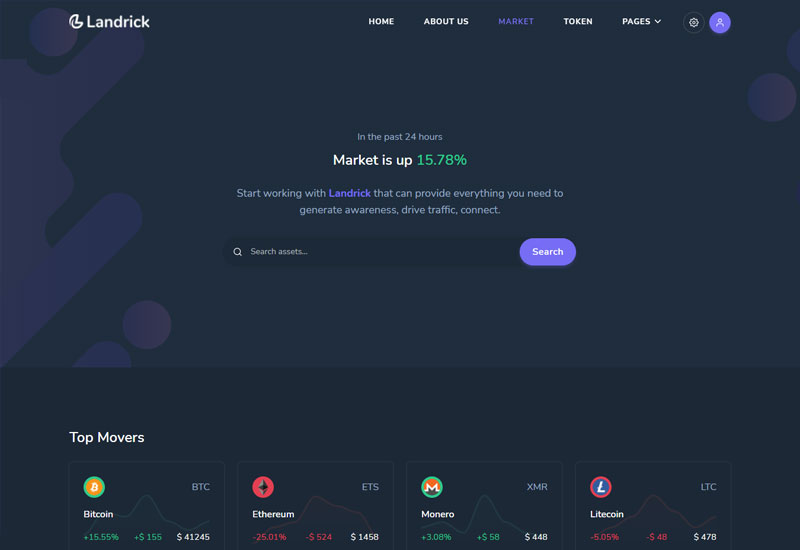 Landrick
HOME ABOUT US MARKET TOKEN PAGES
In the past 24 hours
Market is up 15.78%
Start working with Landrick that can provide everything you need to
generate awareness, drive traffic, connect.
Search assets... Search
Top Movers
BTC ETS XMR LTC
Bitcoin Ethereum Monero Litecoin
+15.55% +$ 155 $ 41245 -25.01% -$ 524 $ 1458 +3.08% +$ 58 $ 448 -5.05% -$ 48 $ 478